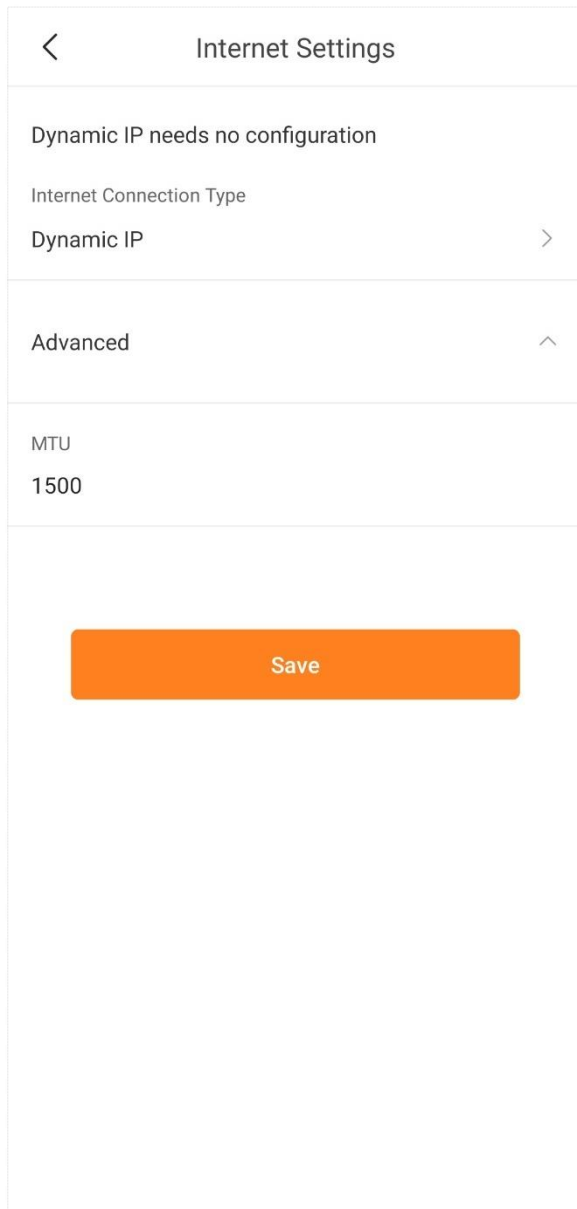 Internet Settings
Dynamic IP needs no configuration
Internet Connection Type
Dynamic IP
Advanced
MTU
1500
Save